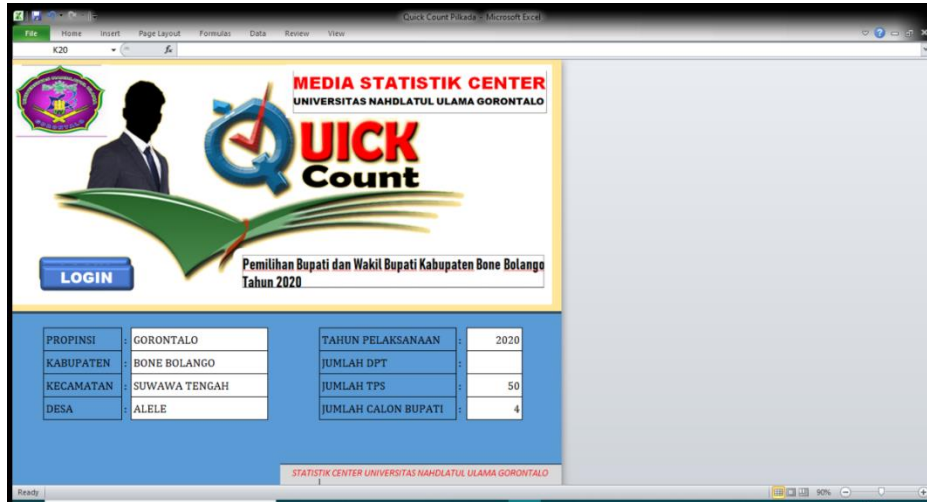 Quick Count Pilkada - Microsoft Excel
File Home Insert Page Layout Formulas Data Review View
K20 fx
MEDIA STATISTIK CENTER
UNIVERSITAS NAHDLATUL ULAMA GORONTALO
QUICK
Count
LOGIN
Pemilihan Bupati dan Wakil Bupati Kabupaten Bone Bolango
Tahun 2020
PROPINSI : GORONTALO
KABUPATEN : BONE BOLANGO
KECAMATAN : SUWAWA TENGAH
DESA : ALELE
TAHUN PELAKSANAAN : 2020
JUMLAH DPT :
JUMLAH TPS : 50
JUMLAH CALON BUPATI : 4
STATISTIK CENTER UNIVERSITAS NAHDLATUL ULAMA GORONTALO
Ready 90%